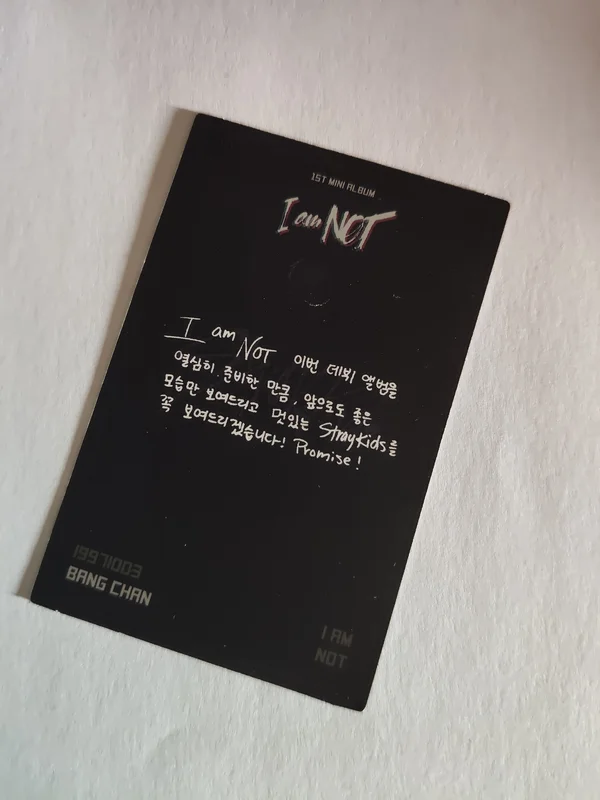 1ST MINI ALBUM
I am NOT
I am NOT 이번 데뷔 앨범을
열심히 준비한 만큼, 앞으로도 좋은
모습만 보여드리고 멋있는 StrayKids를
꼭 보여드리겠습니다! Promise!
19971003
BANG CHAN
I AM
NOT